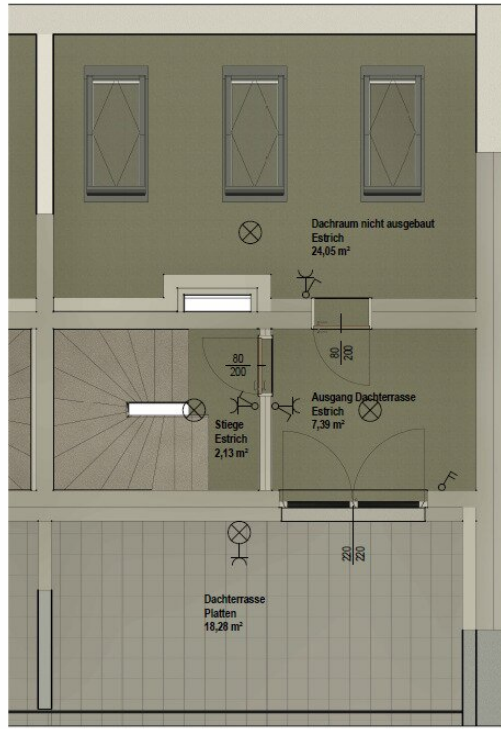 Dachraum nicht ausgebaut
Estrich
24,05 m²
80
200
80
200
Ausgang Dachterrasse
Estrich
7,39 m²
Stiege
Estrich
2,13 m²
220
220
Dachterrasse
Platten
18,28 m²